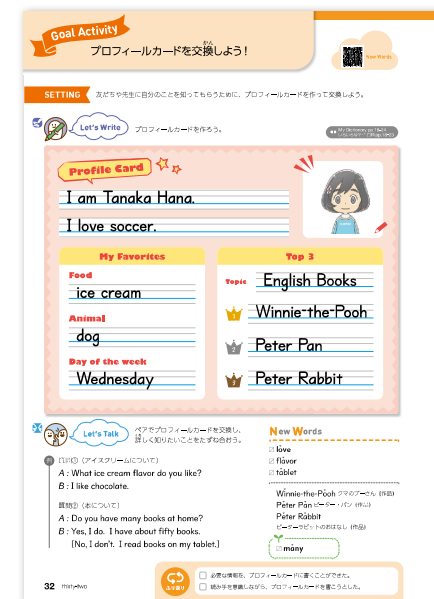 Goal Activity
プロフィールカードを交換しよう！
かん
New Words
SETTING
友だちや先生に自分のことを知ってもらうために、プロフィールカードを作って交換しよう。
Let's Write
プロフィールカードを作ろう。
My Dictionary pp.
Profile Card
I am Tanaka Hana.
I love soccer.
My Favorites
Food
ice cream
Animal
dog
Day of the week
Wednesday
Top 3
Topic
English Books
1
Winnie-the-Pooh
2
Peter Pan
3
Peter Rabbit
Let's Talk
ペアでプロフィールカードを交換し、
くわしく知りたいことをたずね合おう。
例
質問①（アイスクリームについて）
A : What ice cream flavor do you like?
B : I like chocolate.
質問②（本について）
A : Do you have many books at home?
B : Yes, I do. I have about fifty books.
[No, I don't. I read books on my tablet.]
New Words
love
flavor
tablet
Winnie-the-Pooh クマのプーさん《作品》
Peter Pan ピーター・パン《作品》
Peter Rabbit
ピーターラビットのおはなし《作品》
many
32 thirty-two
ふり返り
必要な情報を、プロフィールカードに書くことができた。
読み手を意識しながら、プロフィールカードを書こうとした。